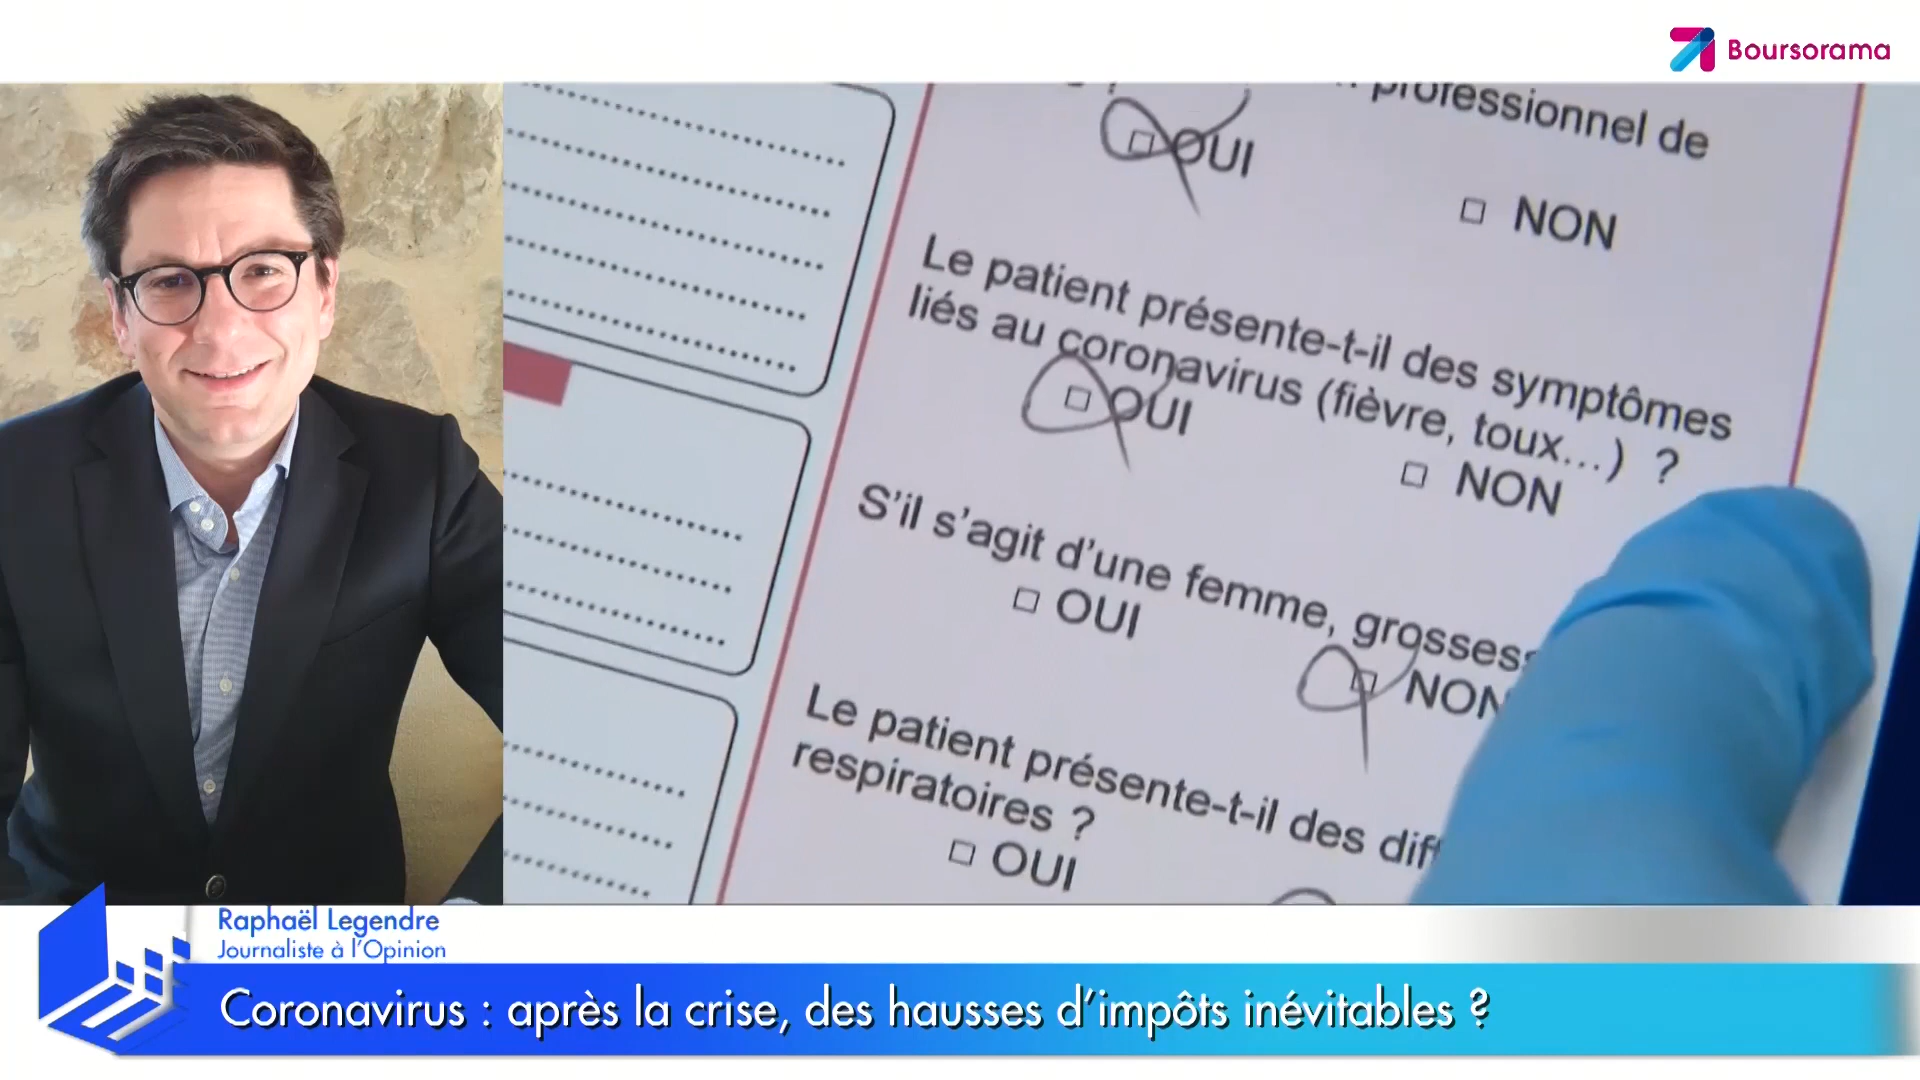 Boursorama
professionnel de
OUI
NON
Le patient présente-t-il des symptômes
liés au coronavirus (fièvre, toux...) ?
OUI
NON
S'il s'agit d'une femme,
OUI
NON
Le patient présente-t-il des
respiratoires ?
OUI
Raphaël Legendre
Journaliste à l'Opinion
Coronavirus : après la crise, des hausses d'impôts inévitables ?